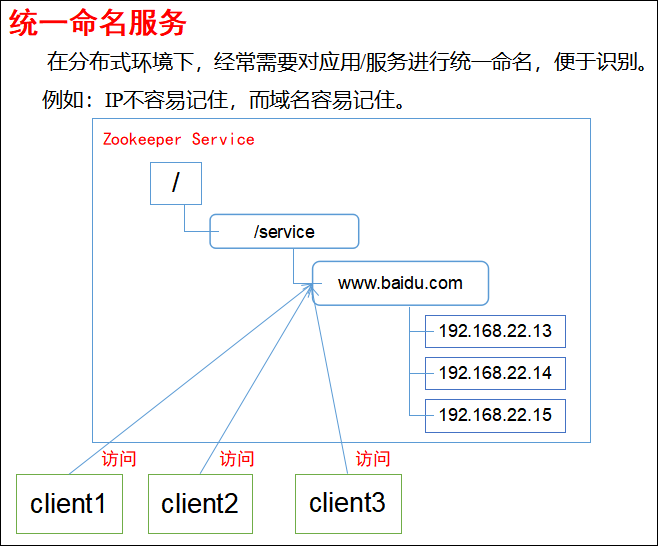 统一命名服务
在分布式环境下，经常需要对应用/服务进行统一命名，便于识别。
例如：IP不容易记住，而域名容易记住。
Zookeeper Service
/
/service
www.baidu.com
192.168.22.13
192.168.22.14
192.168.22.15
访问 访问 访问
client1 client2 client3